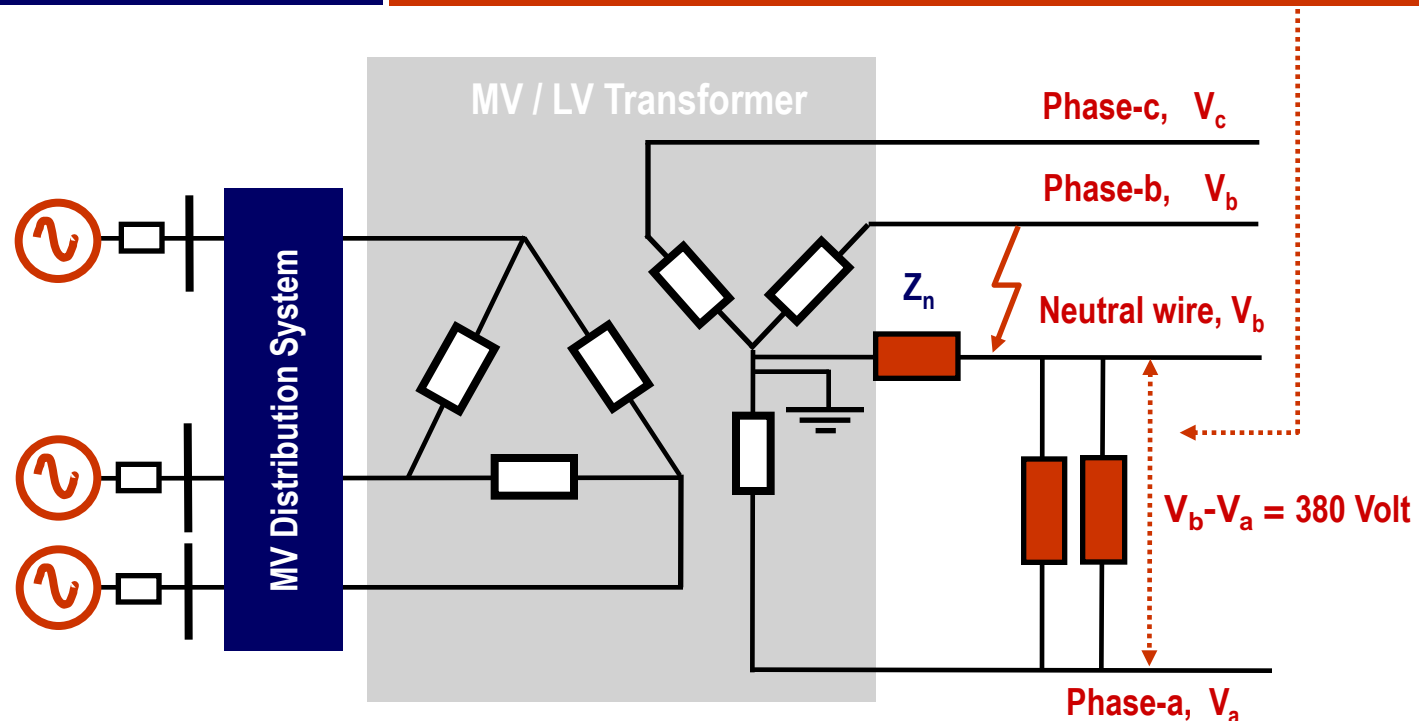 MV / LV Transformer
Phase-c, Vc
Phase-b, Vb
Zn
Neutral wire, Vb
MV Distribution System
Vb-Va = 380 Volt
Phase-a, Va